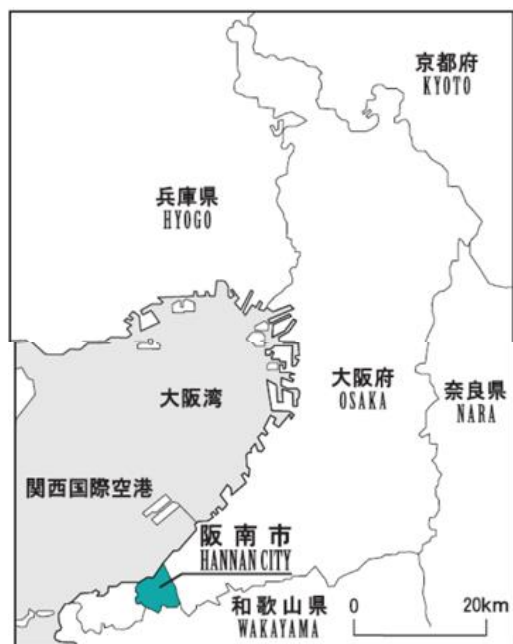 京都府
KYOTO
兵庫県
HYOGO
大阪湾
大阪府
OSAKA
奈良県
NARA
関西国際空港
阪南市
HANNAN CITY
和歌山県
WAKAYAMA
0 20km